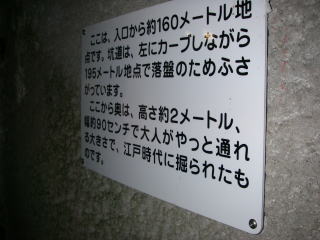 ここは、入口から約160メートル地
点です。坑道は、左にカーブしながら
195メートル地点で落盤のためふさ
がっています。
ここから奥は、高さ約2メートル、
幅約90センチで大人がやっと通れ
る大きさで、江戸時代に掘られたも
のです。